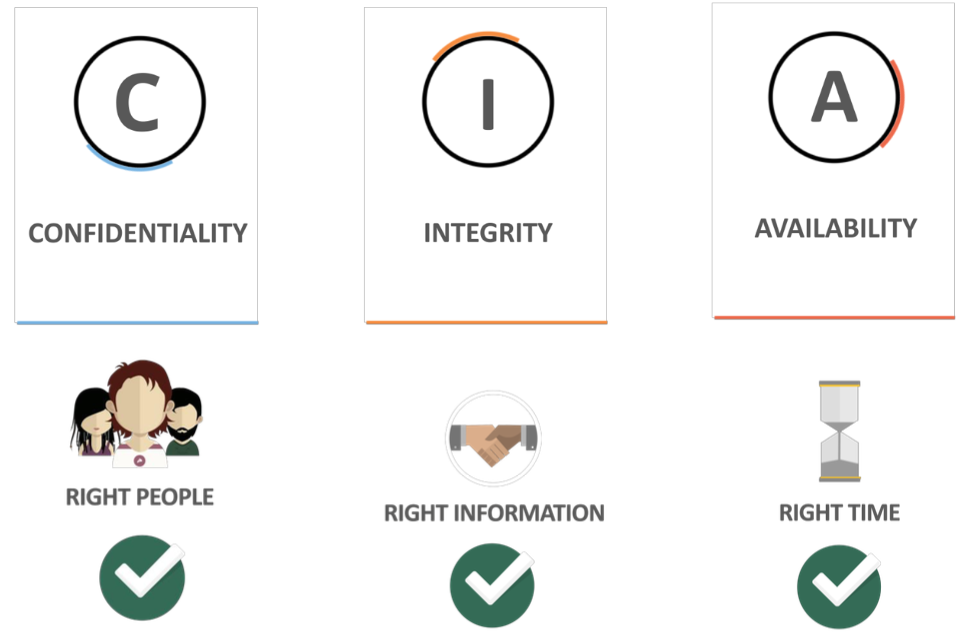 C
I
A
CONFIDENTIALITY
INTEGRITY
AVAILABILITY
RIGHT PEOPLE
RIGHT INFORMATION
RIGHT TIME